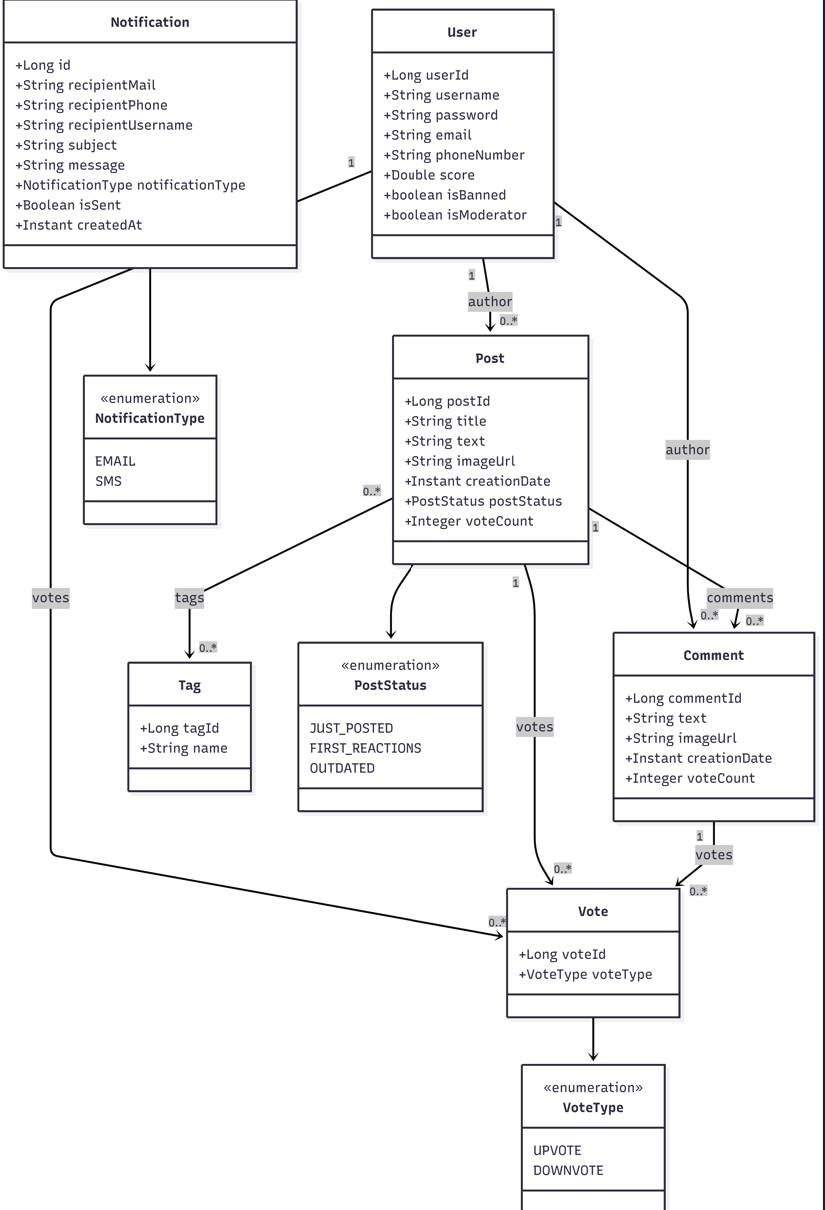 Notification
+Long id
+String recipientMail
+String recipientPhone
+String recipientUsername
+String subject
+String message
+NotificationType notificationType
+Boolean isSent
+Instant createdAt
User
+Long userId
+String username
+String password
+String email
+String phoneNumber
+Double score
+boolean isBanned
+boolean isModerator
1
1
1
author
0..*
«enumeration»
NotificationType
EMAIL
SMS
Post
+Long postId
+String title
+String text
+String imageUrl
+Instant creationDate
+PostStatus postStatus
+Integer voteCount
author
0..*
1
1
votes
tags
0..*
comments
0..*
0..*
Tag
+Long tagId
+String name
«enumeration»
PostStatus
JUST_POSTED
FIRST_REACTIONS
OUTDATED
votes
Comment
+Long commentId
+String text
+String imageUrl
+Instant creationDate
+Integer voteCount
1
votes
0..*
0..*
0..*
Vote
+Long voteId
+VoteType voteType
«enumeration»
VoteType
UPVOTE
DOWNVOTE